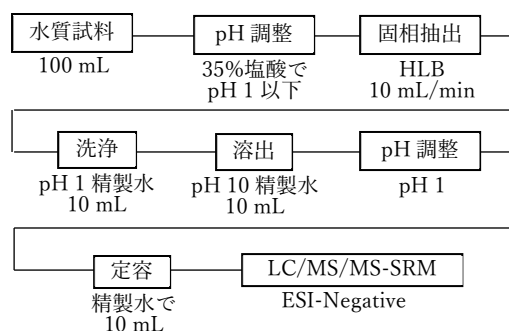 水質試料
pH 調整
固相抽出
100 mL
35%塩酸で
pH 1 以下
HLB
10 mL/min
洗浄
溶出
pH 調整
pH 1 精製水
10 mL
pH 10 精製水
10 mL
pH 1
定容
LC/MS/MS-SRM
精製水で
10 mL
ESI-Negative